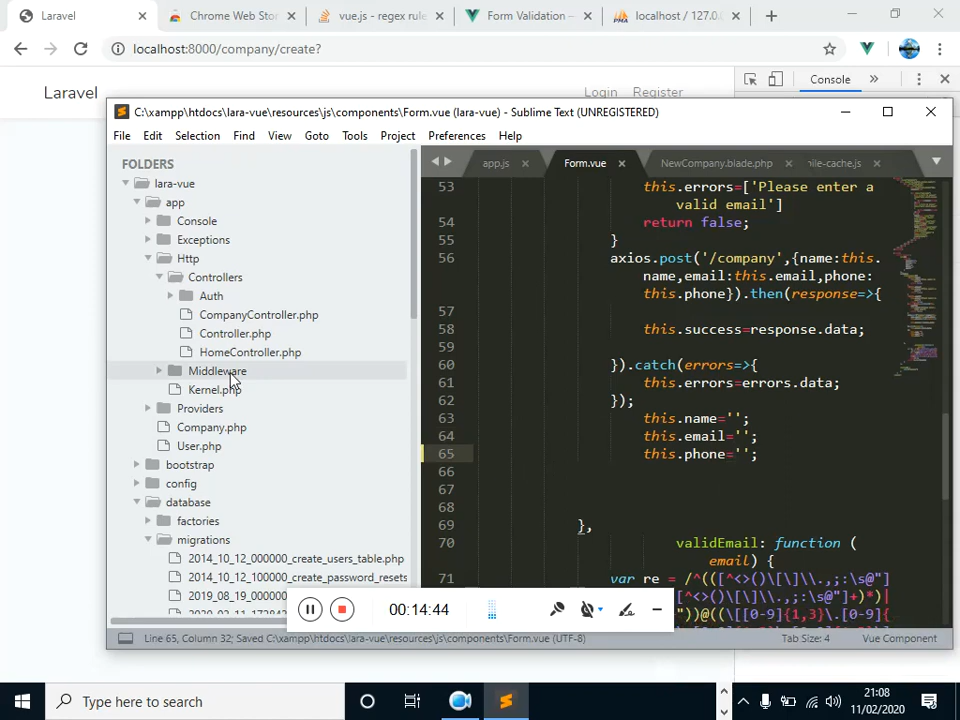 Laravel
Chrome Web Stor
vue.js - regex rule
Form Validation —
localhost / 127.0.
localhost:8000/company/create?
Laravel
Login
Register
Console
C:\xampp\htdocs\lara-vue\resources\js\components\Form.vue (lara-vue) - Sublime Text (UNREGISTERED)
File Edit Selection Find View Goto Tools Project Preferences Help
FOLDERS
lara-vue
app
Console
Exceptions
Http
Controllers
Auth
CompanyController.php
Controller.php
HomeController.php
Middleware
Kernel.php
Providers
Company.php
User.php
bootstrap
config
database
factories
migrations
2014_10_12_000000_create_users_table.php
2014_10_12_100000_create_password_resets
2019_08_19_000000
app.js
Form.vue
NewCompany.blade.php
ile-cache.js
53 this.errors=['Please enter a
valid email']
54 return false;
55 }
56 axios.post('/company',{name:this.
name,email:this.email,phone:
this.phone}).then(response=>{
57
58 this.success=response.data;
59
60 }).catch(errors=>{
61 this.errors=errors.data;
62 });
63 this.name='';
64 this.email='';
65 this.phone='';
66
67
68
69 },
70 validEmail: function (
email) {
71 var re = /^(([^<>()\[\]\\.,;:\s@"]
[^<>()\[\]\\.,;:\s@"]+)*)|
"))@((\[[0-9]{1,3}\.[0-9]
00:14:44
Line 65, Column 32; Saved C:\xampp\htdocs\lara-vue\resources\js\components\Form.vue (UTF-8)
Tab Size: 4
Vue Component
Type here to search
21:08
11/02/2020